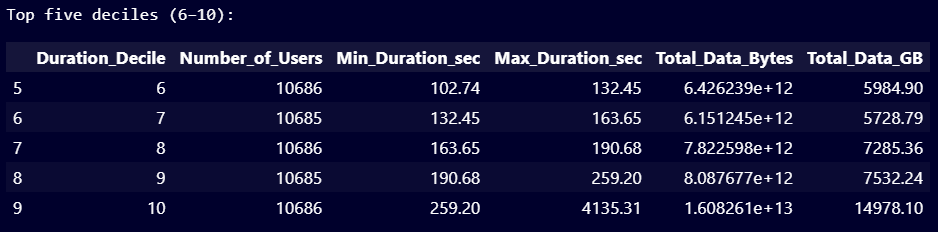 Top five deciles (6–10):
Duration_Decile Number_of_Users Min_Duration_sec Max_Duration_sec Total_Data_Bytes Total_Data_GB
5 6 10686 102.74 132.45 6.426239e+12 5984.90
6 7 10685 132.45 163.65 6.151245e+12 5728.79
7 8 10686 163.65 190.68 7.822598e+12 7285.36
8 9 10685 190.68 259.20 8.087677e+12 7532.24
9 10 10686 259.20 4135.31 1.608261e+13 14978.10